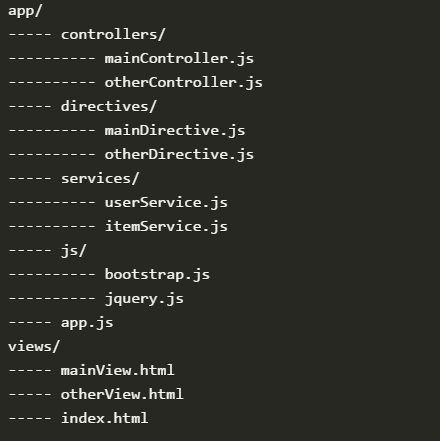 app/
----- controllers/
---------- mainController.js
---------- otherController.js
----- directives/
---------- mainDirective.js
---------- otherDirective.js
----- services/
---------- userService.js
---------- itemService.js
----- js/
---------- bootstrap.js
---------- jquery.js
----- app.js
views/
----- mainView.html
----- otherView.html
----- index.html